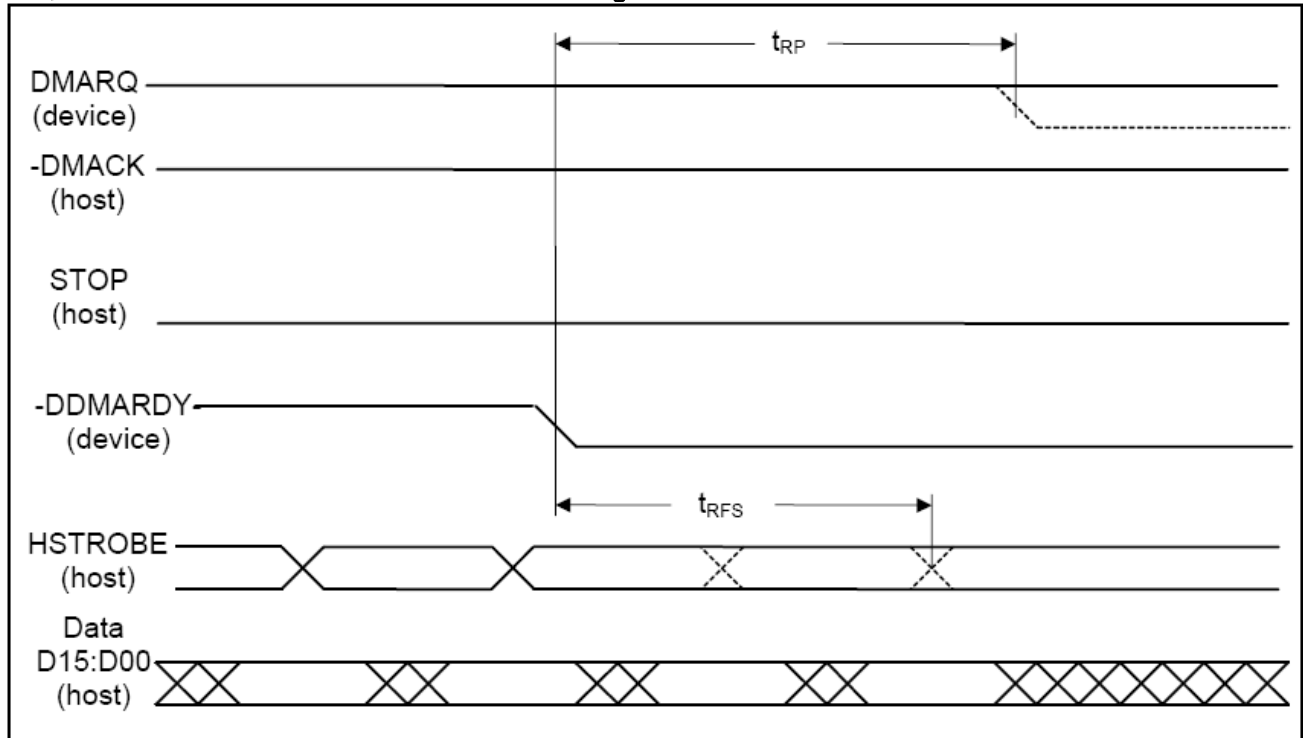 tRP
DMARQ
(device)
-DMACK
(host)
STOP
(host)
-DDMARDY
(device)
tRFS
HSTROBE
(host)
Data
D15:D00
(host)